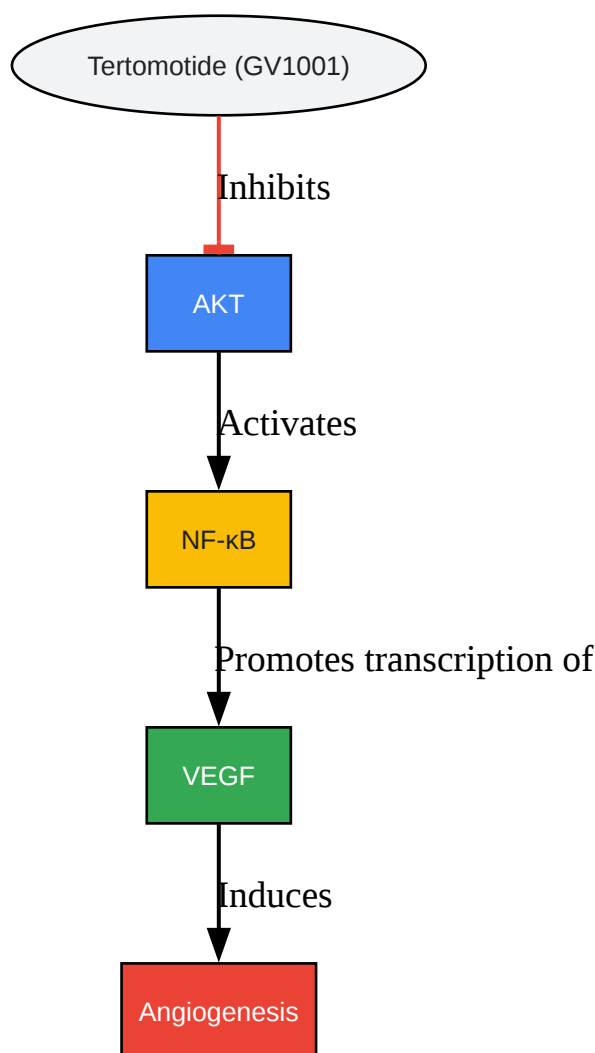 Tertomotide (GV1001)
Inhibits
AKT
Activates
NF-κB
Promotes transcription of
VEGF
Induces
Angiogenesis